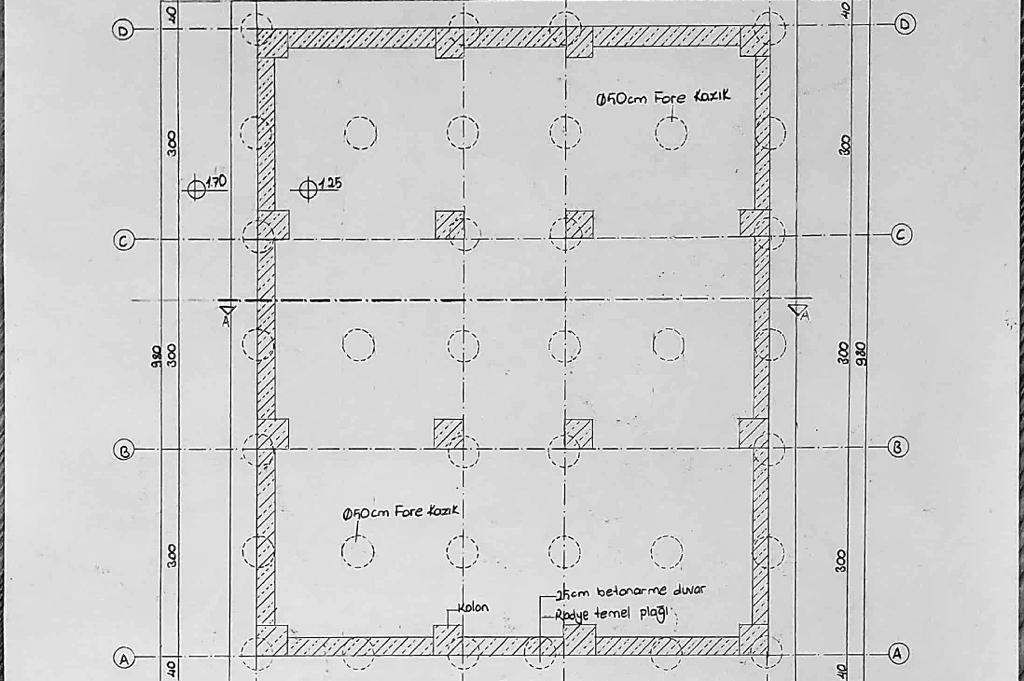 40
40
D
D
Ø50cm Fore Kazık
300
300
1.70
1.25
C
C
A
A
980
300
300
980
B
B
Ø50cm Fore Kazık
300
300
25cm betonarme duvar
Kolon
Radye temel plağı
A
A
40
40